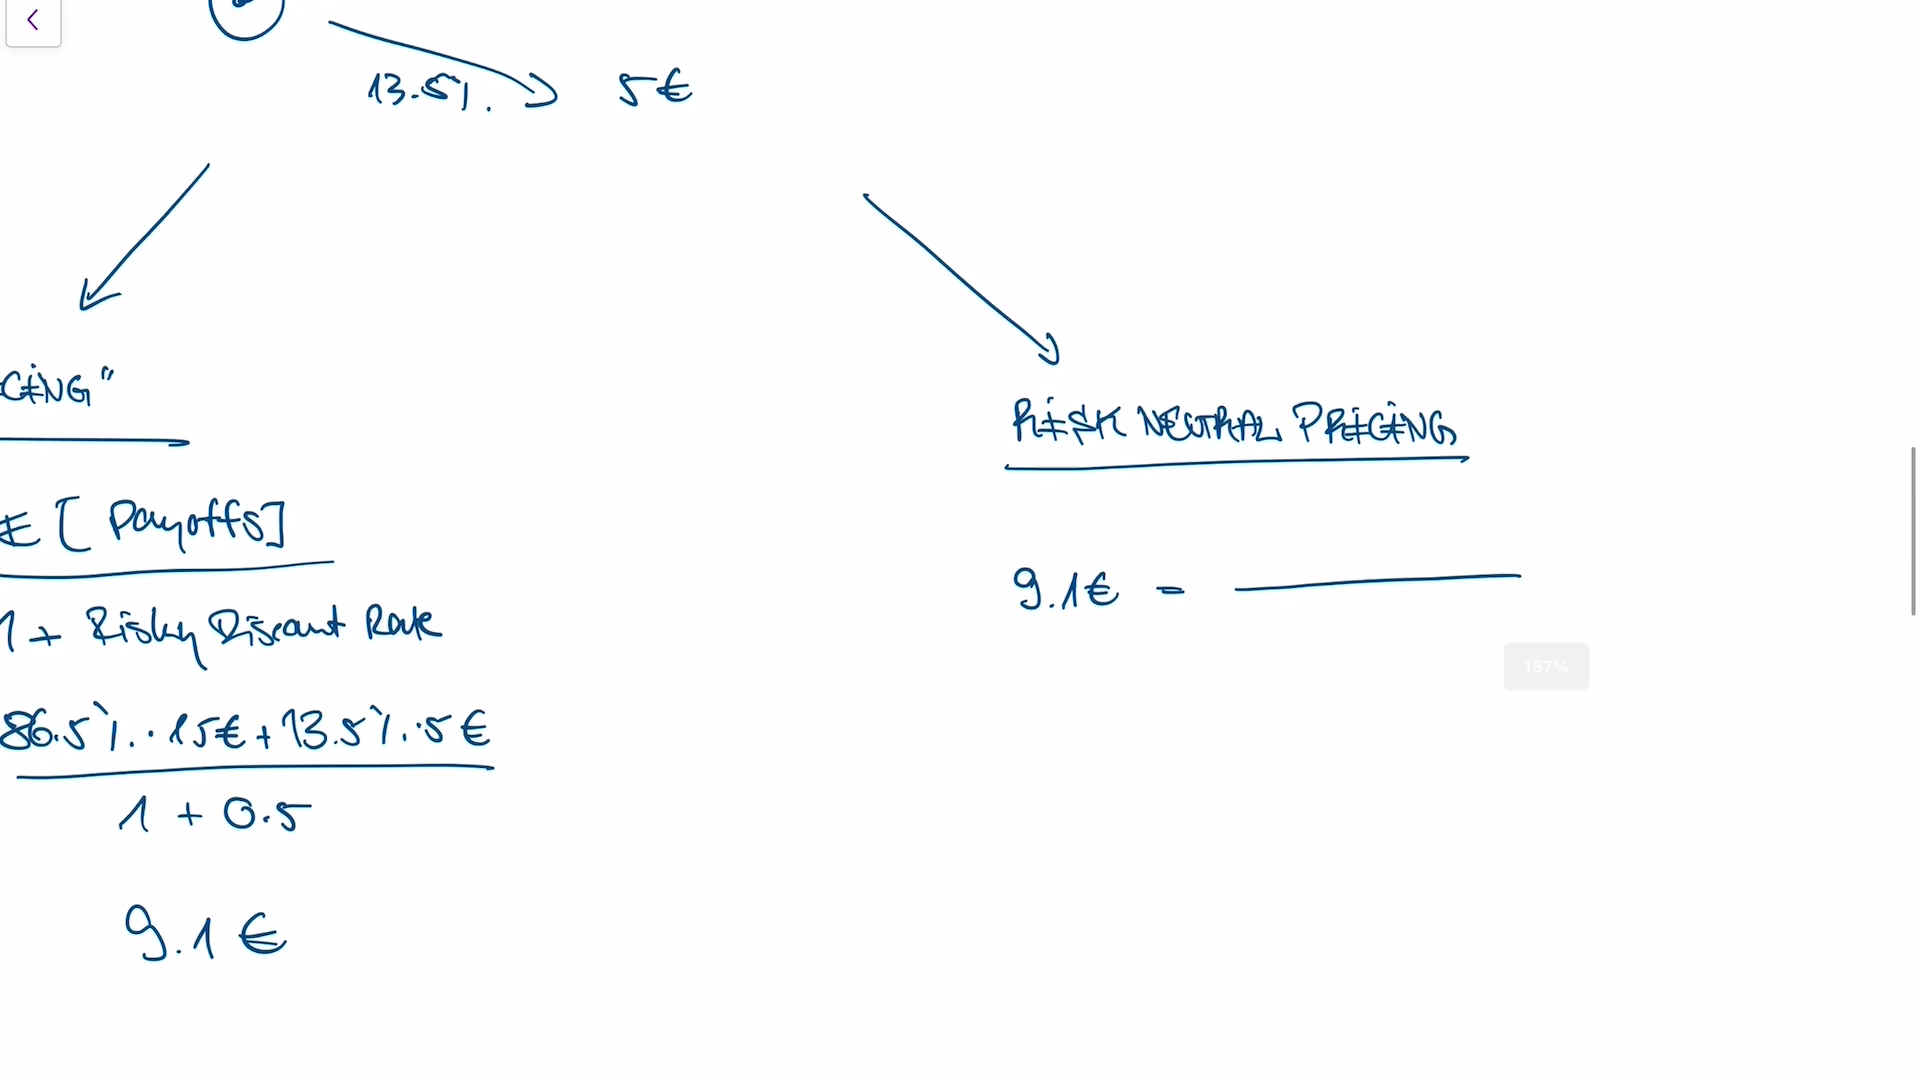 13.5%. 5€
CING"
RISK NEUTRAL PRICING
E [ Payoffs]
1 + Risky Discount Rate
9.1€ =
157%
86.5%. · 15€ + 13.5%. · 5€
1 + 0.5
9.1 €